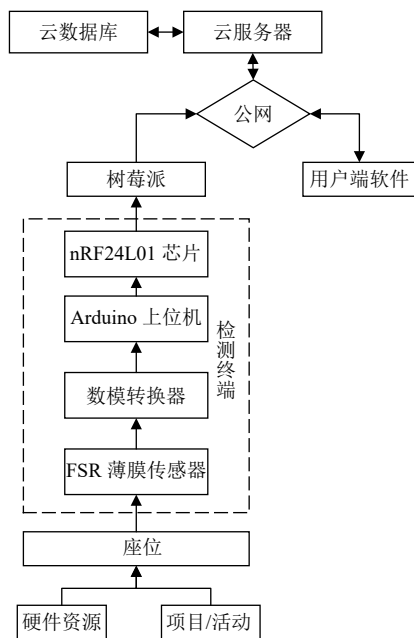 云数据库
云服务器
公网
树莓派
用户端软件
nRF24L01 芯片
Arduino 上位机
检测终端
数模转换器
FSR 薄膜传感器
座位
硬件资源
项目/活动